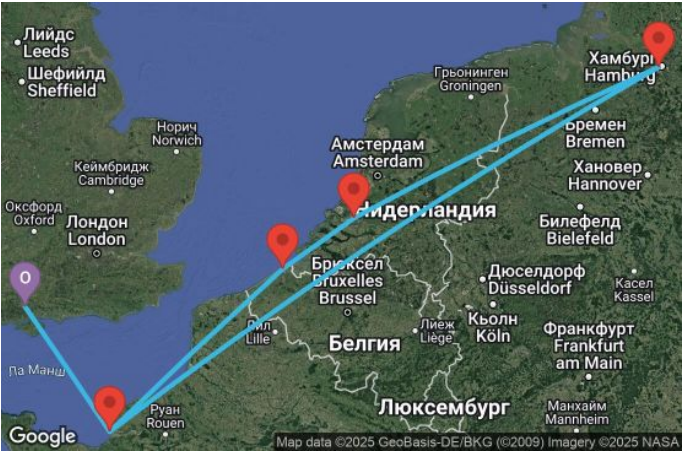 Лийдс
Leeds
Шефийлд
Sheffield
Хамбург
Hamburg
Грьонинген
Groningen
Бремен
Bremen
Норич
Norwich
Амстердам
Amsterdam
Кеймбридж
Cambridge
Хановер
Hannover
Оксфорд
Oxford
Лондон
London
Нидерландия
Билефелд
Bielefeld
O
Брюксел
Bruxelles
Brussel
Дюселдорф
Düsseldorf
Касел
Kassel
Лил
Lille
Белгия
Лиеж
Liège
Кьолн
Köln
Франкфурт
Frankfurt
am Main
Ла Манш
Руан
Rouen
Люксембург
Манхайм
Mannheim
Google
Map data ©2025 GeoBasis-DE/BKG (©2009) Imagery ©2025 NASA